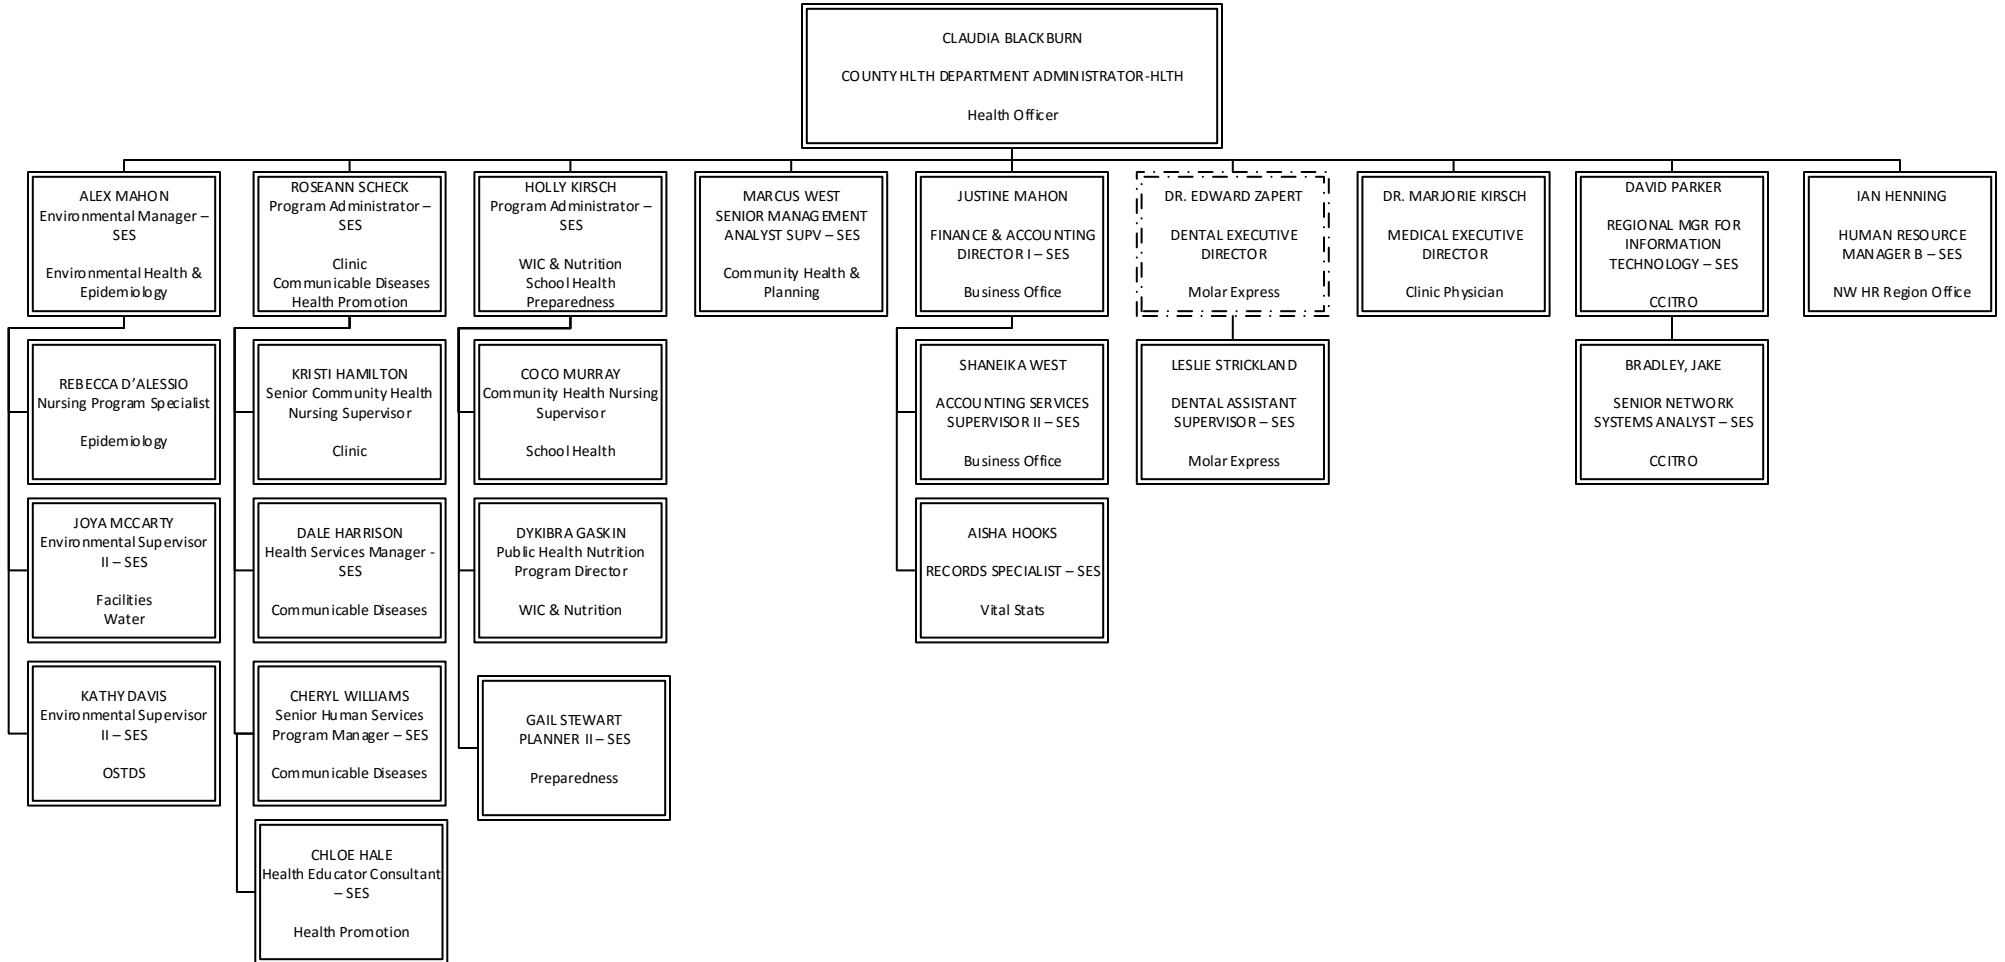 CLAUDIA BLACKBURN
COUNTY HLTH DEPARTMENT ADMINISTRATOR-HLTH
Health Officer
ALEX MAHON
Environmental Manager –
SES
Environmental Health &
Epidemiology
ROSEANN SCHECK
Program Administrator –
SES
Clinic
Communicable Diseases
Health Promotion
HOLLY KIRSCH
Program Administrator –
SES
WIC & Nutrition
School Health
Preparedness
MARCUS WEST
SENIOR MANAGEMENT
ANALYST SUPV – SES
Community Health &
Planning
JUSTINE MAHON
FINANCE & ACCOUNTING
DIRECTOR I – SES
Business Office
DR. EDWARD ZAPERT
DENTAL EXECUTIVE
DIRECTOR
Molar Express
DR. MARJORIE KIRSCH
MEDICAL EXECUTIVE
DIRECTOR
Clinic Physician
DAVID PARKER
REGIONAL MGR FOR
INFORMATION
TECHNOLOGY – SES
CCITRO
IAN HENNING
HUMAN RESOURCE
MANAGER B – SES
NW HR Region Office
REBECCA D’ALESSIO
Nursing Program Specialist
Epidemiology
KRISTI HAMILTON
Senior Community Health
Nursing Supervisor
Clinic
COCO MURRAY
Community Health Nursing
Supervisor
School Health
SHANEIKA WEST
ACCOUNTING SERVICES
SUPERVISOR II – SES
Business Office
LESLIE STRICKLAND
DENTAL ASSISTANT
SUPERVISOR – SES
Molar Express
BRADLEY, JAKE
SENIOR NETWORK
SYSTEMS ANALYST – SES
CCITRO
JOYA MCCARTY
Environmental Supervisor
II – SES
Facilities
Water
DALE HARRISON
Health Services Manager -
SES
Communicable Diseases
DYKIBRA GASKIN
Public Health Nutrition
Program Director
WIC & Nutrition
AISHA HOOKS
RECORDS SPECIALIST – SES
Vital Stats
KATHY DAVIS
Environmental Supervisor
II – SES
OSTDS
CHERYL WILLIAMS
Senior Human Services
Program Manager – SES
Communicable Diseases
GAIL STEWART
PLANNER II – SES
Preparedness
CHLOE HALE
Health Educator Consultant
– SES
Health Promotion